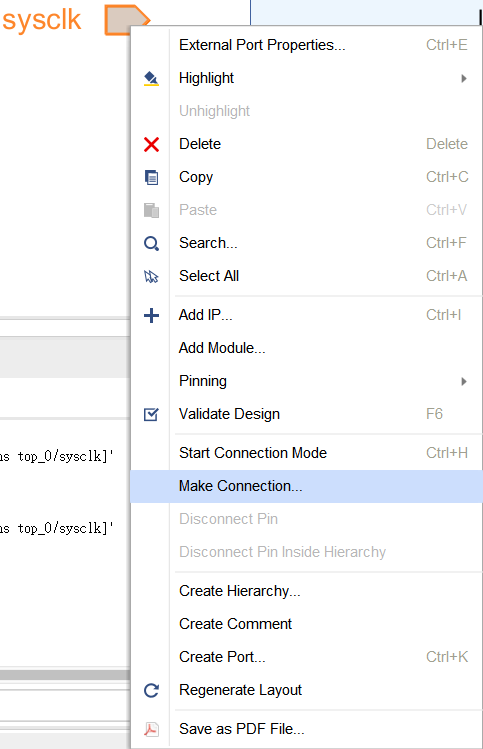 sysclk
External Port Properties... Ctrl+E
Highlight
Unhighlight
Delete Delete
Copy Ctrl+C
Paste Ctrl+V
Search... Ctrl+F
Select All Ctrl+A
Add IP... Ctrl+I
Add Module...
Pinning
Validate Design F6
ns top_0/sysclk]'
Start Connection Mode Ctrl+H
Make Connection...
Disconnect Pin
ns top_0/sysclk]'
Disconnect Pin Inside Hierarchy
Create Hierarchy...
Create Comment
Create Port... Ctrl+K
Regenerate Layout
Save as PDF File...